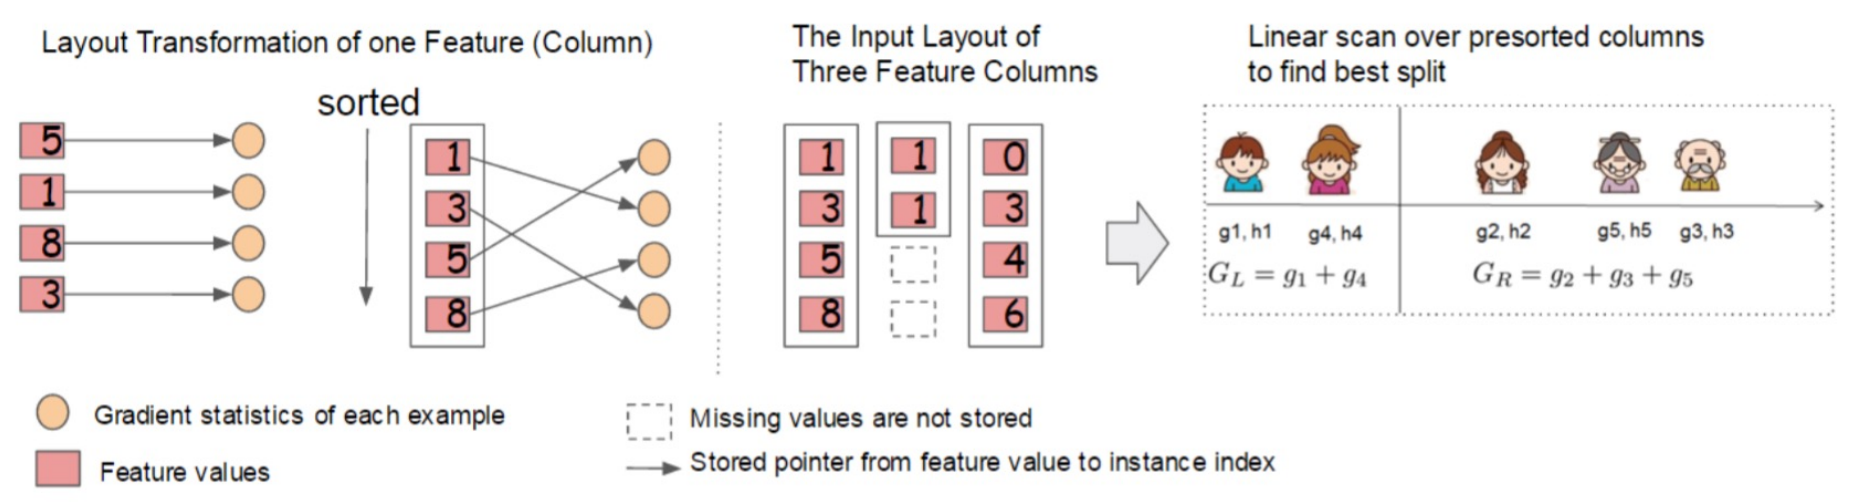 Layout Transformation of one Feature (Column)
sorted
5
1
8
3
1
3
5
8
The Input Layout of
Three Feature Columns
1 1 0
3 1 3
5 4
8 6
Linear scan over presorted columns
to find best split
g1, h1 g4, h4 g2, h2 g5, h5 g3, h3
G_L = g_1 + g_4 G_R = g_2 + g_3 + g_5
Gradient statistics of each example
Feature values
Missing values are not stored
Stored pointer from feature value to instance index